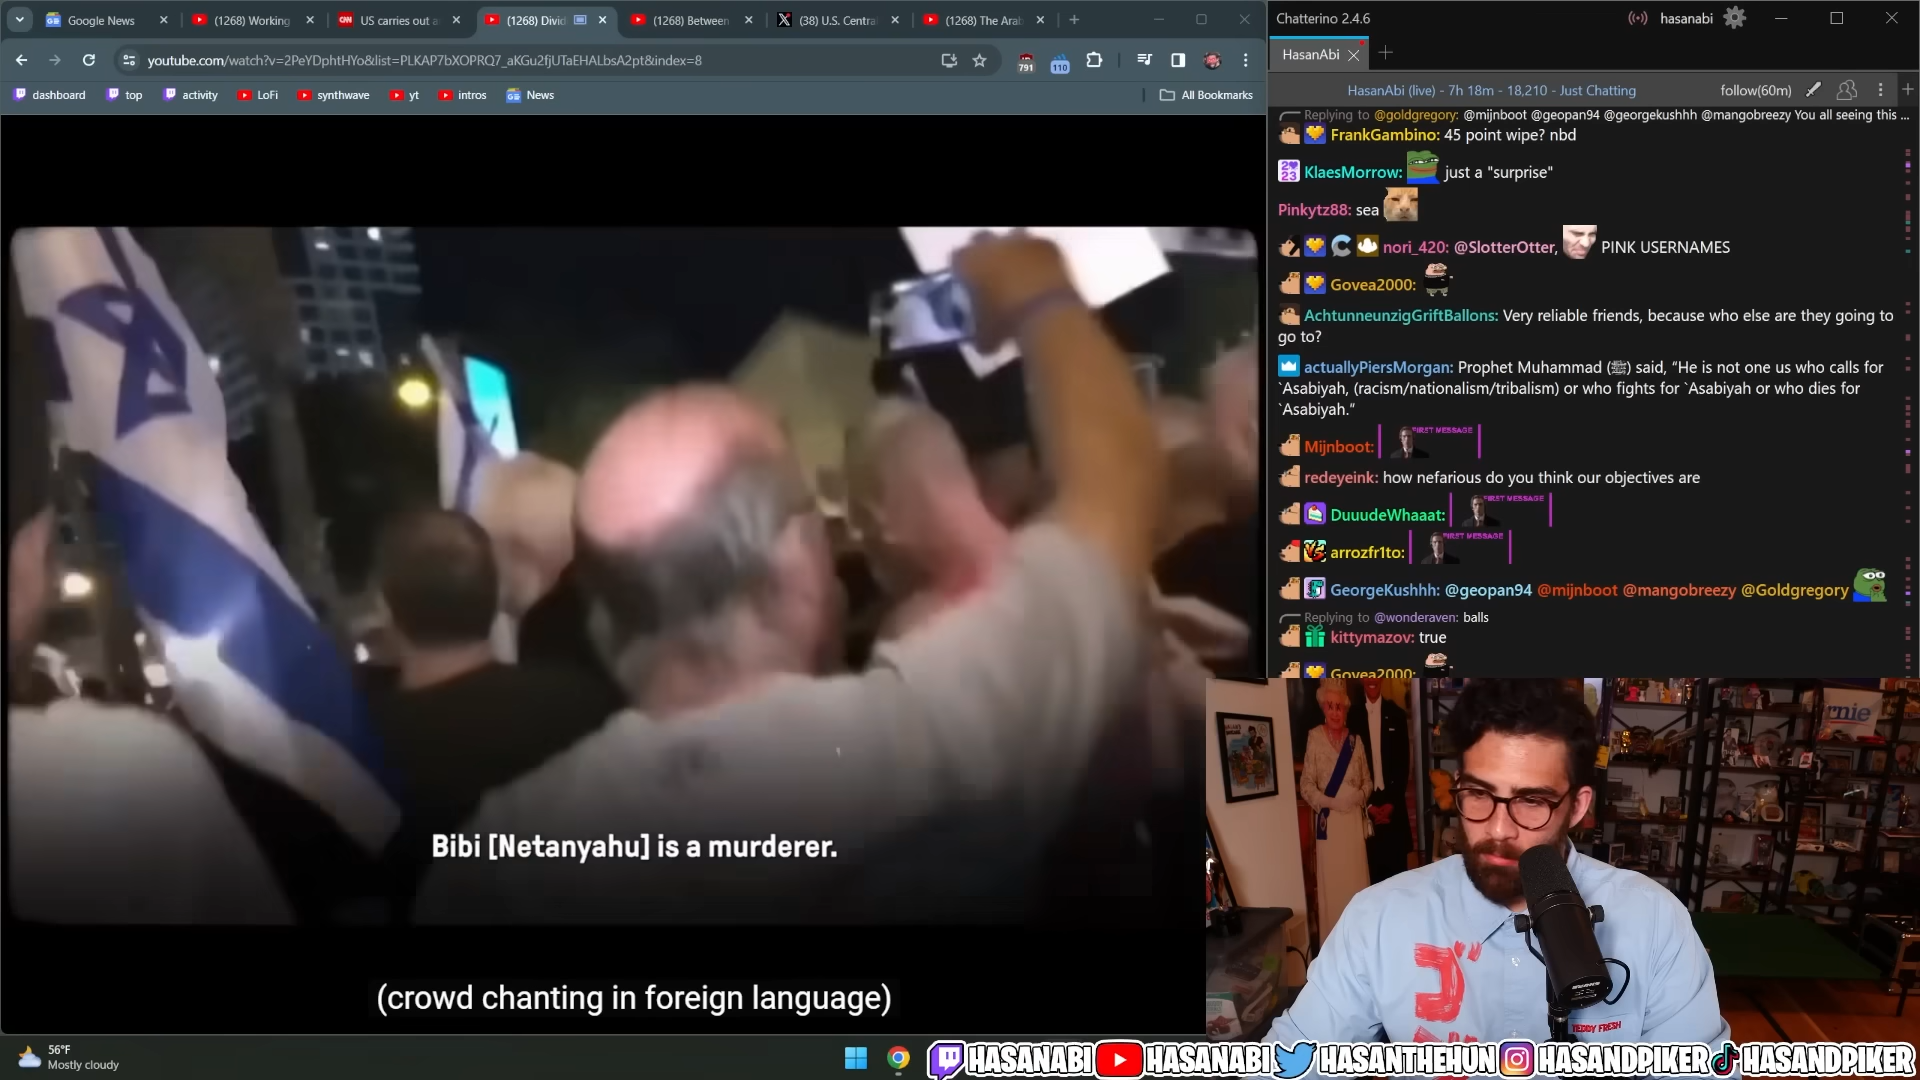 Google News
(1268) Working
CNN
US carries out a
(1268) Divid
(1268) Between
(38) U.S. Centra
(1268) The Arab
youtube.com/watch?v=2PeYDphtHYo&list=PLKAP7bXOPRQ7_aKGu2fjUTaEHALbsA2pt&index=8
791
110
dashboard
top
activity
LoFi
synthwave
yt
intros
News
All Bookmarks
Bibi [Netanyahu] is a murderer.
(crowd chanting in foreign language)
56°F
Mostly cloudy
Chatterino 2.4.6
hasanabi
HasanAbi
HasanAbi (live) - 7h 18m - 18,210 - Just Chatting
follow(60m)
Replying to @goldgregory: @mijnboot @geopan94 @georgekushhh @mangobreezy You all seeing this ...
FrankGambino: 45 point wipe? nbd
KlaesMorrow: just a "surprise"
Pinkytz88: sea
nori_420: @SlotterOtter, PINK USERNAMES
Govea2000:
AchtunneunzigGriftBallons: Very reliable friends, because who else are they going to
go to?
actuallyPiersMorgan: Prophet Muhammad (ﷺ) said, “He is not one us who calls for
`Asabiyah, (racism/nationalism/tribalism) or who fights for `Asabiyah or who dies for
`Asabiyah.”
Mijnboot: FIRST MESSAGE
redeyeink: how nefarious do you think our objectives are
DuuudeWhaaat: FIRST MESSAGE
arrozfr1to: FIRST MESSAGE
GeorgeKushhh: @geopan94 @mijnboot @mangobreezy @Goldgregory
Replying to @wonderaven: balls
kittymazov: true
Govea2000:
TEDDY FRESH
HASANABI HASANABI HASANTHEHUN HASANDPIKER HASANDPIKER